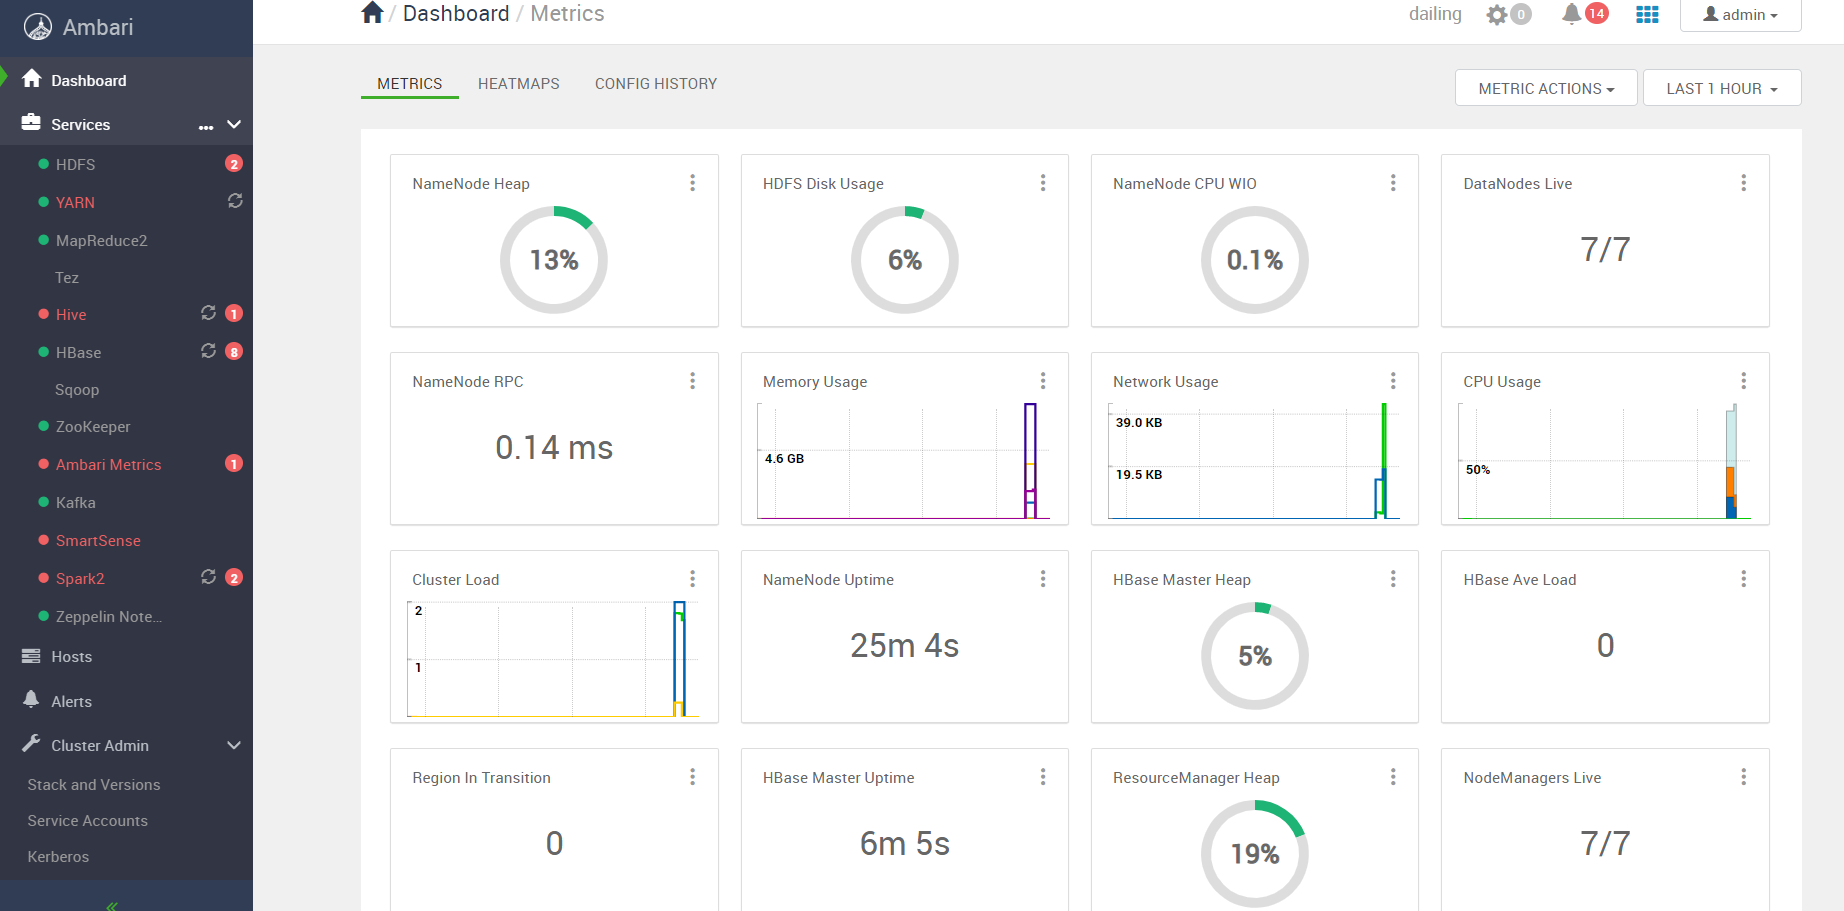 Ambari
Dashboard
Services ...
HDFS 2
YARN
MapReduce2
Tez
Hive 1
HBase 8
Sqoop
ZooKeeper
Ambari Metrics 1
Kafka
SmartSense
Spark2 2
Zeppelin Note...
Hosts
Alerts
Cluster Admin
Stack and Versions
Service Accounts
Kerberos
/ Dashboard / Metrics
dailing 0 14 admin
METRICS HEATMAPS CONFIG HISTORY
METRIC ACTIONS LAST 1 HOUR
NameNode Heap
13%
HDFS Disk Usage
6%
NameNode CPU WIO
0.1%
DataNodes Live
7/7
NameNode RPC
0.14 ms
Memory Usage
4.6 GB
Network Usage
39.0 KB
19.5 KB
CPU Usage
50%
Cluster Load
2
1
NameNode Uptime
25m 4s
HBase Master Heap
5%
HBase Ave Load
0
Region In Transition
0
HBase Master Uptime
6m 5s
ResourceManager Heap
19%
NodeManagers Live
7/7